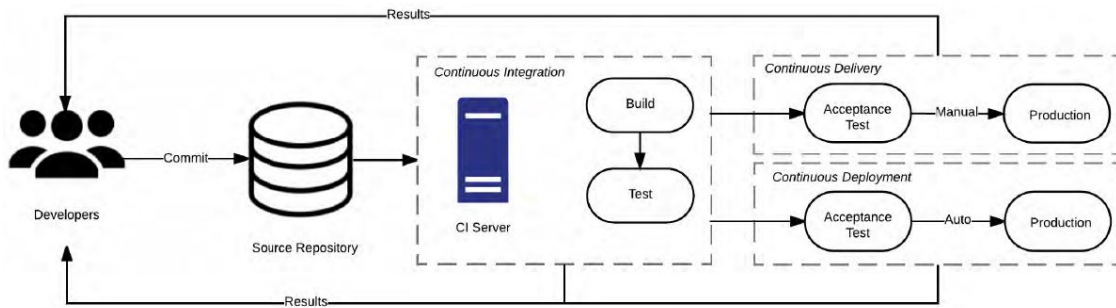 Results
Continuous Integration
Continuous Delivery
Build
Acceptance
Test
Manual
Production
Commit
Continuous Deployment
Test
Developers
CI Server
Acceptance
Test
Auto
Production
Source Repository
Results